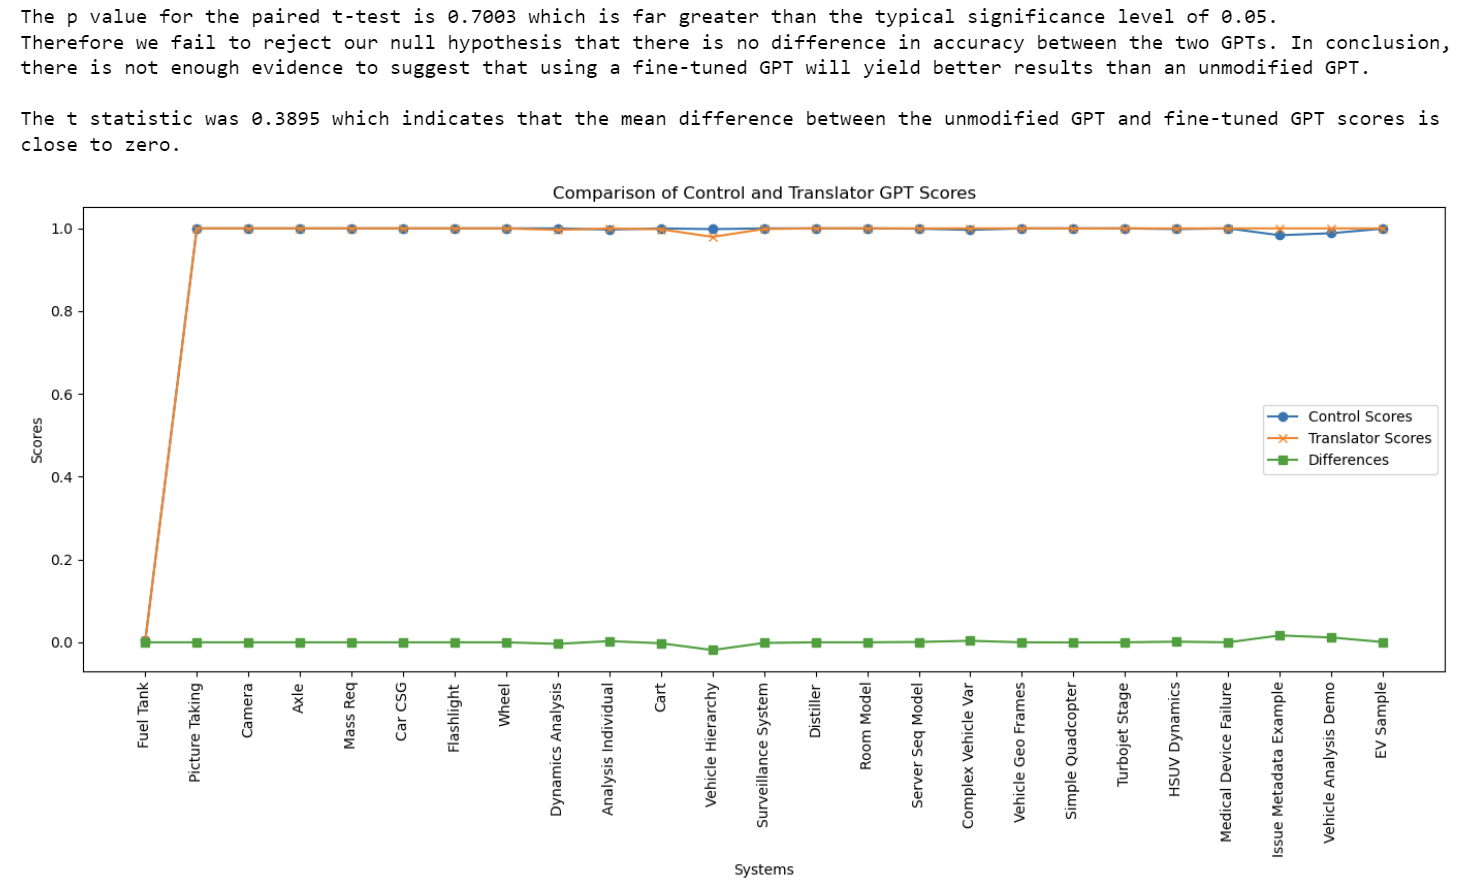 The p value for the paired t-test is 0.7003 which is far greater than the typical significance level of 0.05.
Therefore we fail to reject our null hypothesis that there is no difference in accuracy between the two GPTs. In conclusion,
there is not enough evidence to suggest that using a fine-tuned GPT will yield better results than an unmodified GPT.
The t statistic was 0.3895 which indicates that the mean difference between the unmodified GPT and fine-tuned GPT scores is
close to zero.
Comparison of Control and Translator GPT Scores
1.0
0.8
0.6
0.4
0.2
0.0
Scores
Control Scores
Translator Scores
Differences
Fuel Tank
Picture Taking
Camera
Axle
Mass Req
Car CSG
Flashlight
Wheel
Dynamics Analysis
Analysis Individual
Cart
Vehicle Hierarchy
Surveillance System
Distiller
Room Model
Server Seq Model
Complex Vehicle Var
Vehicle Geo Frames
Simple Quadcopter
Turbojet Stage
HSUV Dynamics
Medical Device Failure
Issue Metadata Example
Vehicle Analysis Demo
EV Sample
Systems